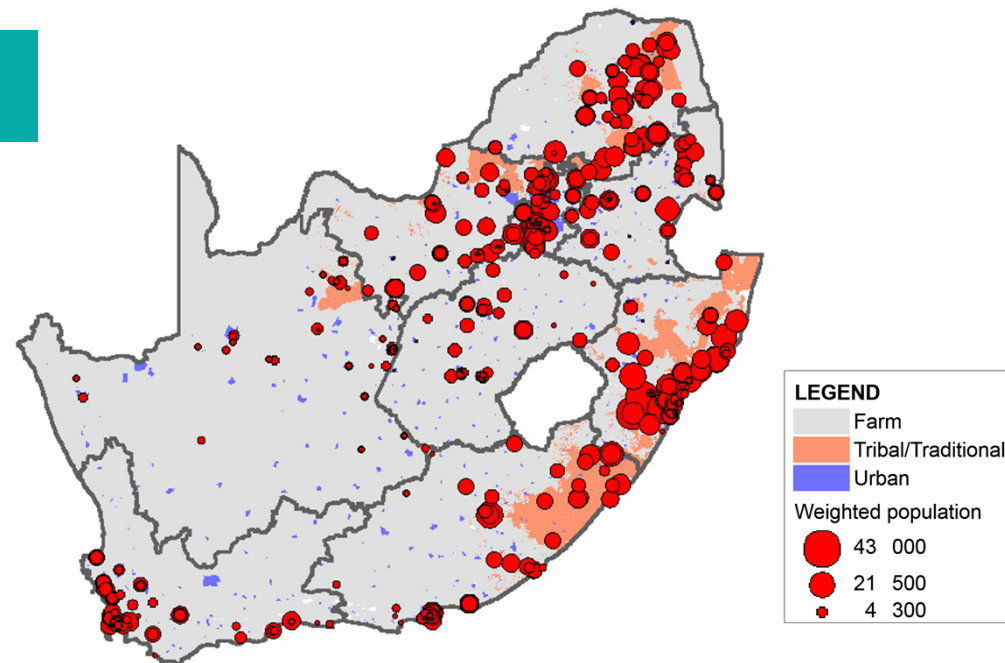 LEGEND
Farm
Tribal/Traditional
Urban
Weighted population
43 000
21 500
4 300